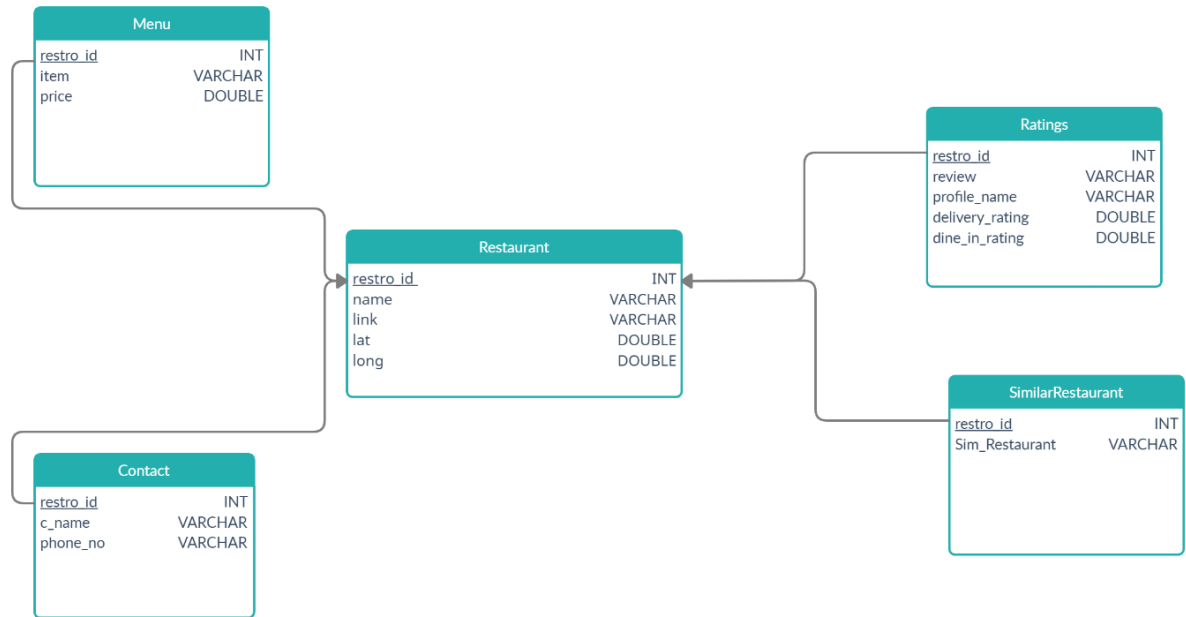 Menu
restro_id INT
item VARCHAR
price DOUBLE
Ratings
restro_id INT
review VARCHAR
profile_name VARCHAR
delivery_rating DOUBLE
dine_in_rating DOUBLE
Restaurant
restro_id INT
name VARCHAR
link VARCHAR
lat DOUBLE
long DOUBLE
SimilarRestaurant
restro_id INT
Sim_Restaurant VARCHAR
Contact
restro_id INT
c_name VARCHAR
phone_no VARCHAR